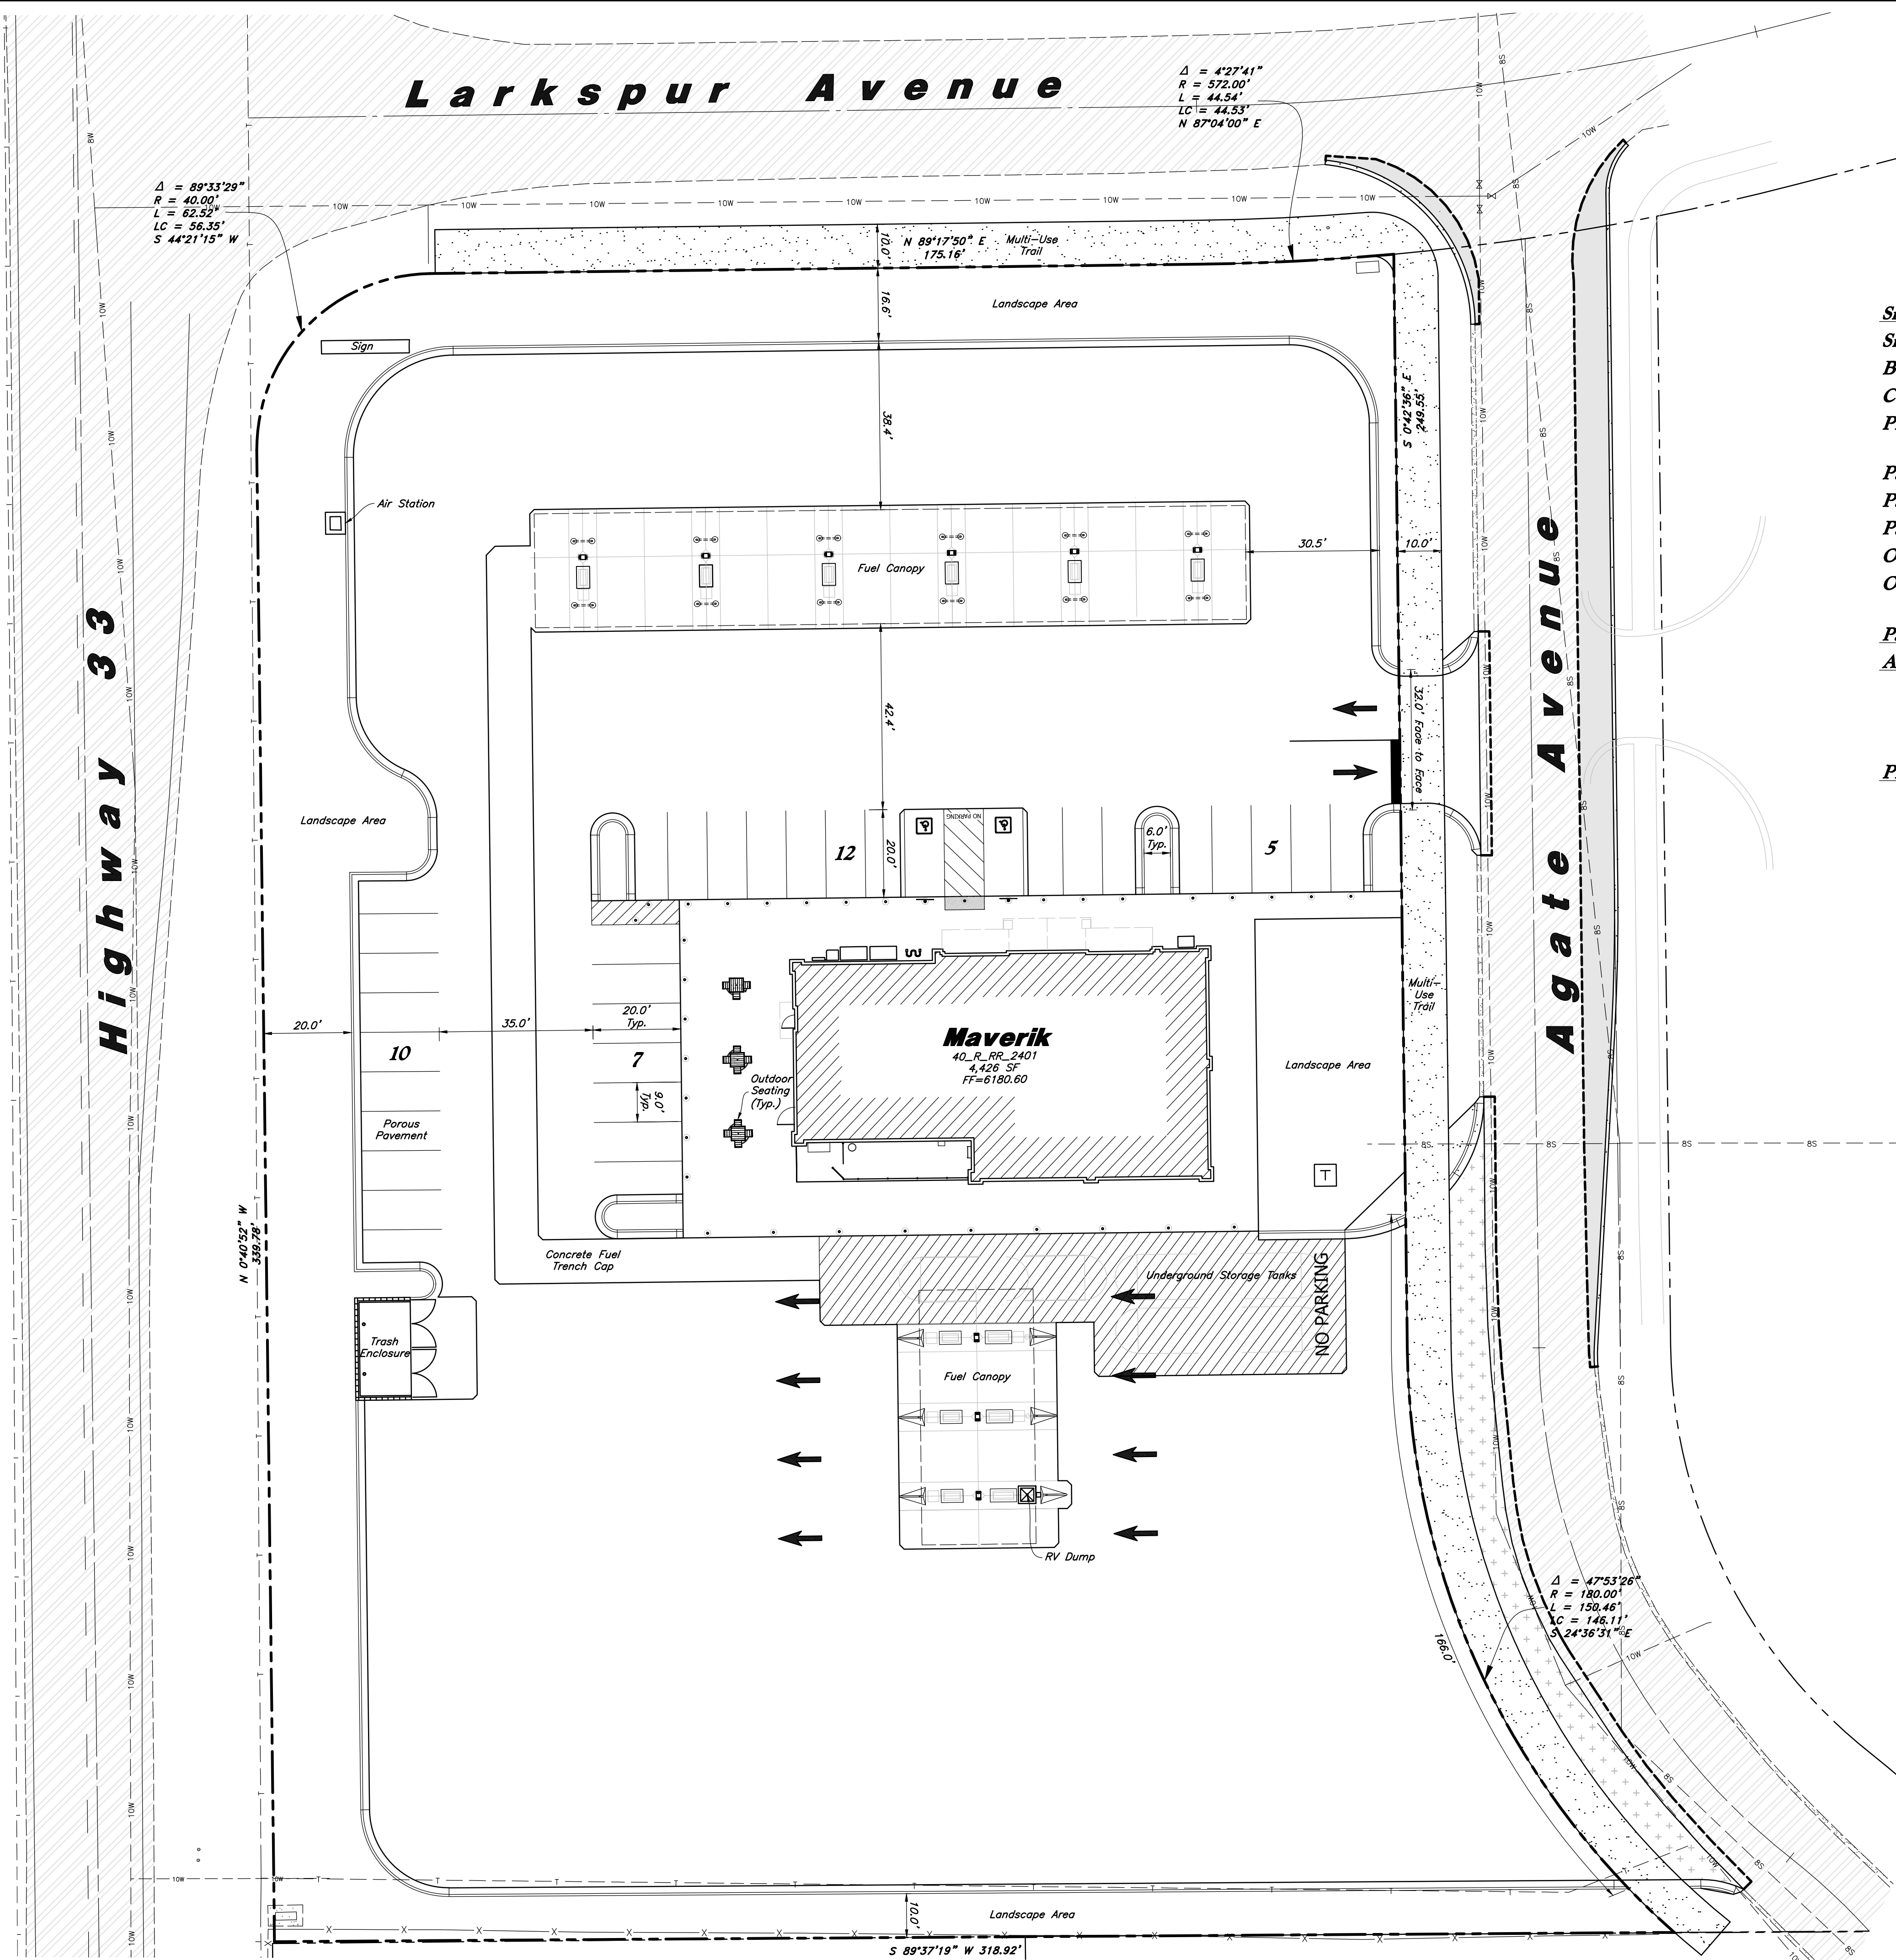 Larkspur Avenue
Δ = 4°27'41"
R = 572.00'
L = 44.54'
LC = 44.53'
N 87°04'00" E
Δ = 89°33'29"
R = 40.00'
L = 62.52'
LC = 56.35'
S 44°21'15" W
N 89°17'50" E
175.16'
Multi-Use
Trail
10.0'
16.6'
Landscape Area
Sign
38.4'
S 0°42'36" E
249.55'
Air Station
Fuel Canopy
30.5'
10.0'
Highway 33
Agate Avenue
42.4'
32.0' Face to Face
Landscape Area
NO PARKING
12
20.0'
6.0'
Typ.
5
Multi-
Use
Trail
20.0'
35.0'
20.0'
Typ.
10
7
9.0'
Typ.
Outdoor
Seating
(Typ.)
Maverik
40_R_RR_2401
4,426 SF
FF=6180.60
Landscape Area
Porous
Pavement
T
N 0°40'52" W
339.78'
Concrete Fuel
Trench Cap
Underground Storage Tanks
NO PARKING
Trash
Enclosure
Fuel Canopy
RV Dump
Δ = 47°53'26"
R = 180.00'
L = 150.46'
LC = 146.11'
S 24°36'31" E
166.0'
10.0'
Landscape Area
S 89°37'19" W 318.92'
10W
8W
8S